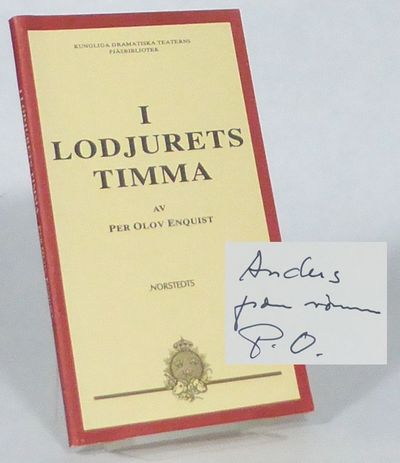 KUNGLIGA DRAMATISKA TEATERNS
PJÄSBIBLIOTEK
I
LODJURETS
TIMMA
AV
PER OLOV ENQUIST
NORSTEDTS
Anders
från vännen
P. O.